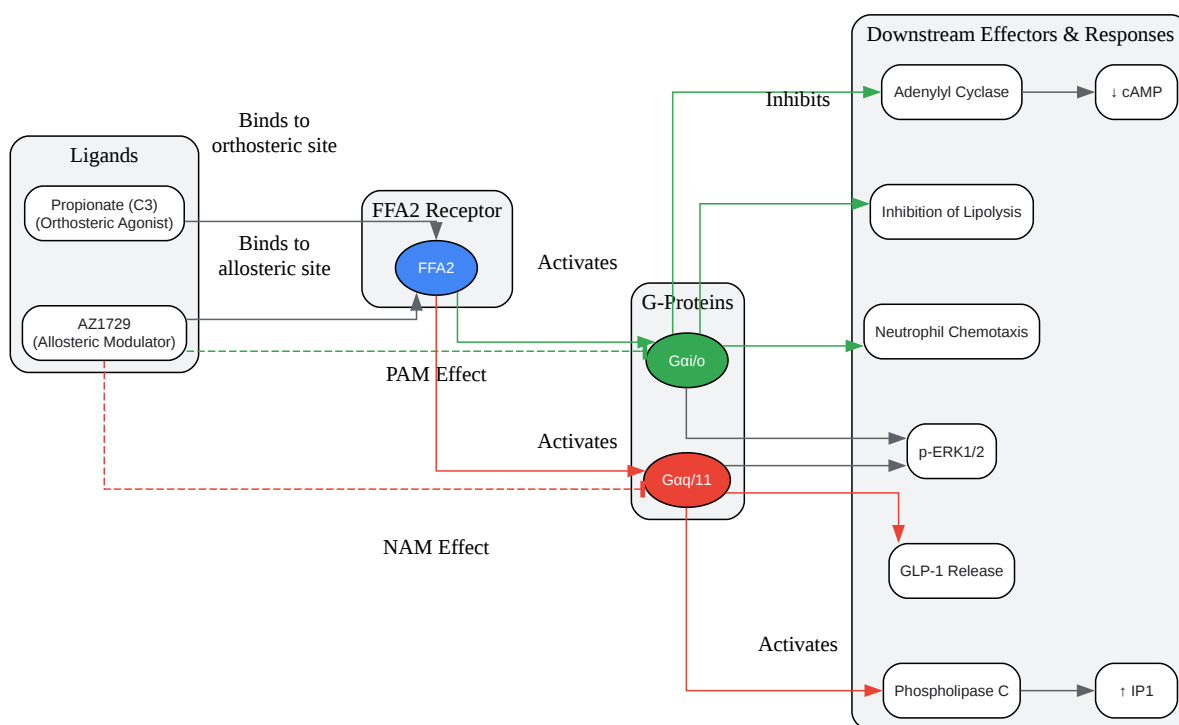 Downstream Effectors & Responses
Adenylyl Cyclase
↓ cAMP
Inhibits
Binds to
orthosteric site
Ligands
Propionate (C3)
(Orthosteric Agonist)
FFA2 Receptor
Inhibition of Lipolysis
Binds to
allosteric site
FFA2
Activates
G-Proteins
AZ1729
(Allosteric Modulator)
Neutrophil Chemotaxis
Gαi/o
PAM Effect
Activates
p-ERK1/2
Gαq/11
NAM Effect
GLP-1 Release
Activates
Phospholipase C
↑ IP1